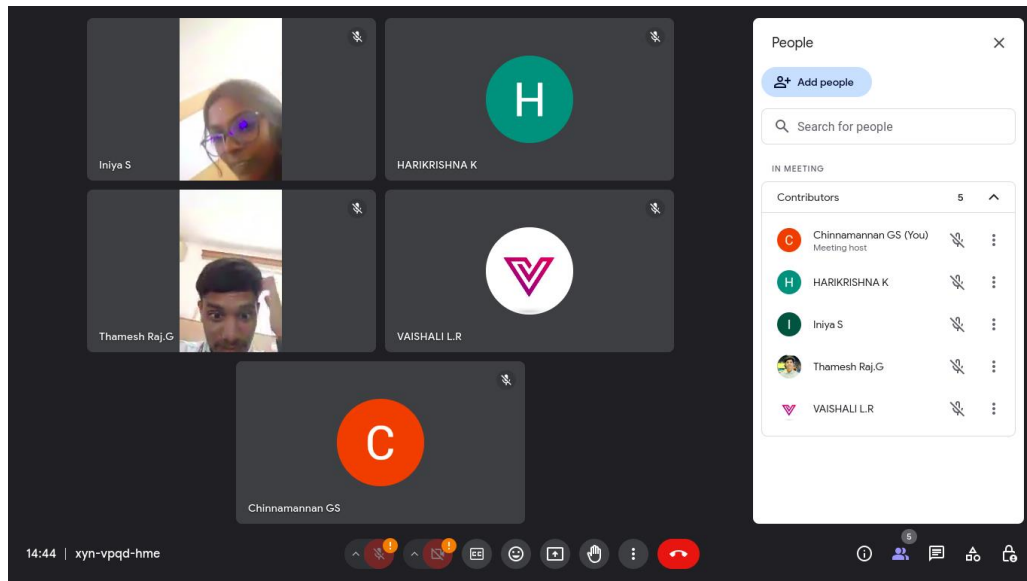 Iniya S
H
HARIKRISHNA K
Thamesh Raj.G
VAISHALI L.R
C
Chinnamannan GS
People
Add people
Search for people
IN MEETING
Contributors 5
C Chinnamannan GS (You)
Meeting host
H HARIKRISHNA K
I Iniya S
Thamesh Raj.G
VAISHALI L.R
14:44 | xyn-vpqd-hme
CC
5